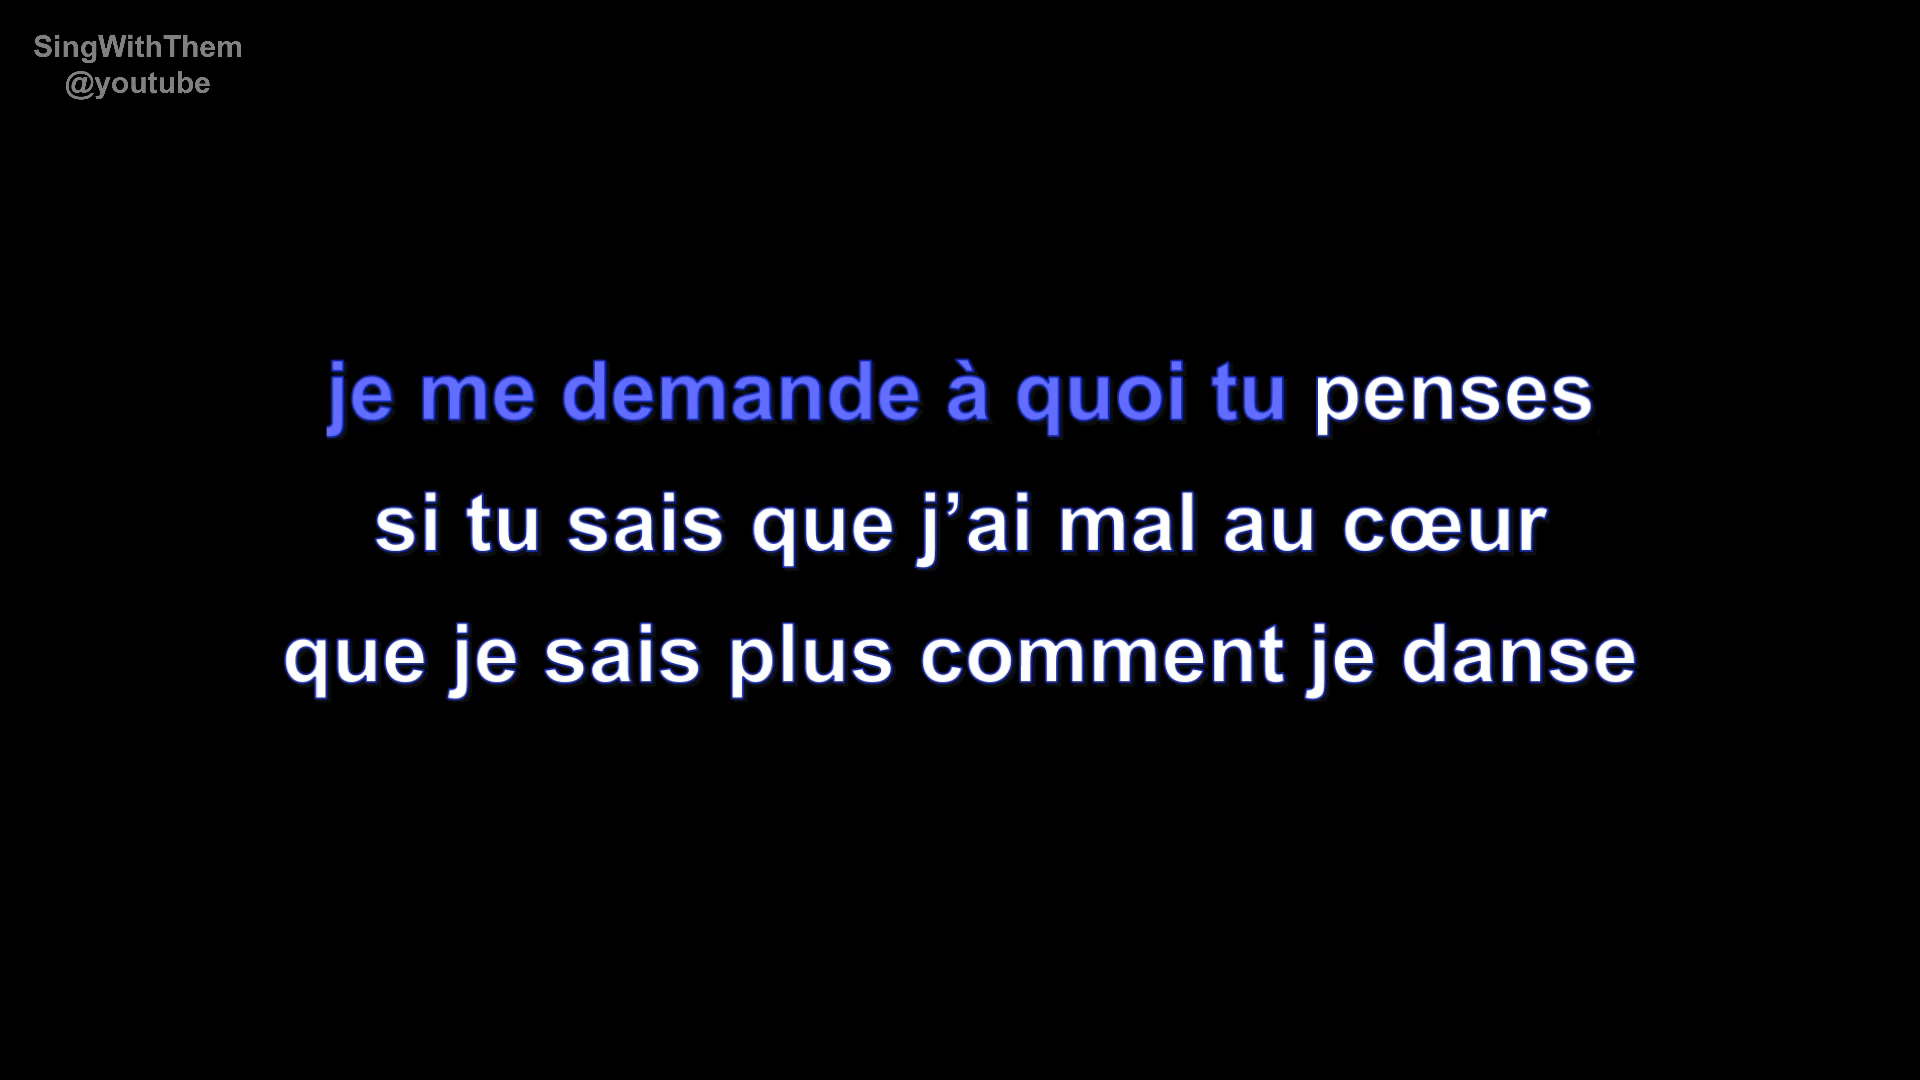 SingWithThem
@youtube
je me demande à quoi tu penses
si tu sais que j’ai mal au cœur
que je sais plus comment je danse